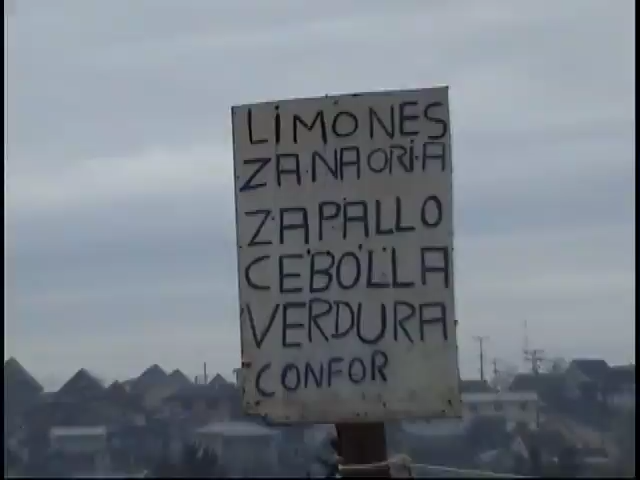 LIMONES
ZANAORIA
ZAPALLO
CEBOLLA
VERDURA
CONFOR